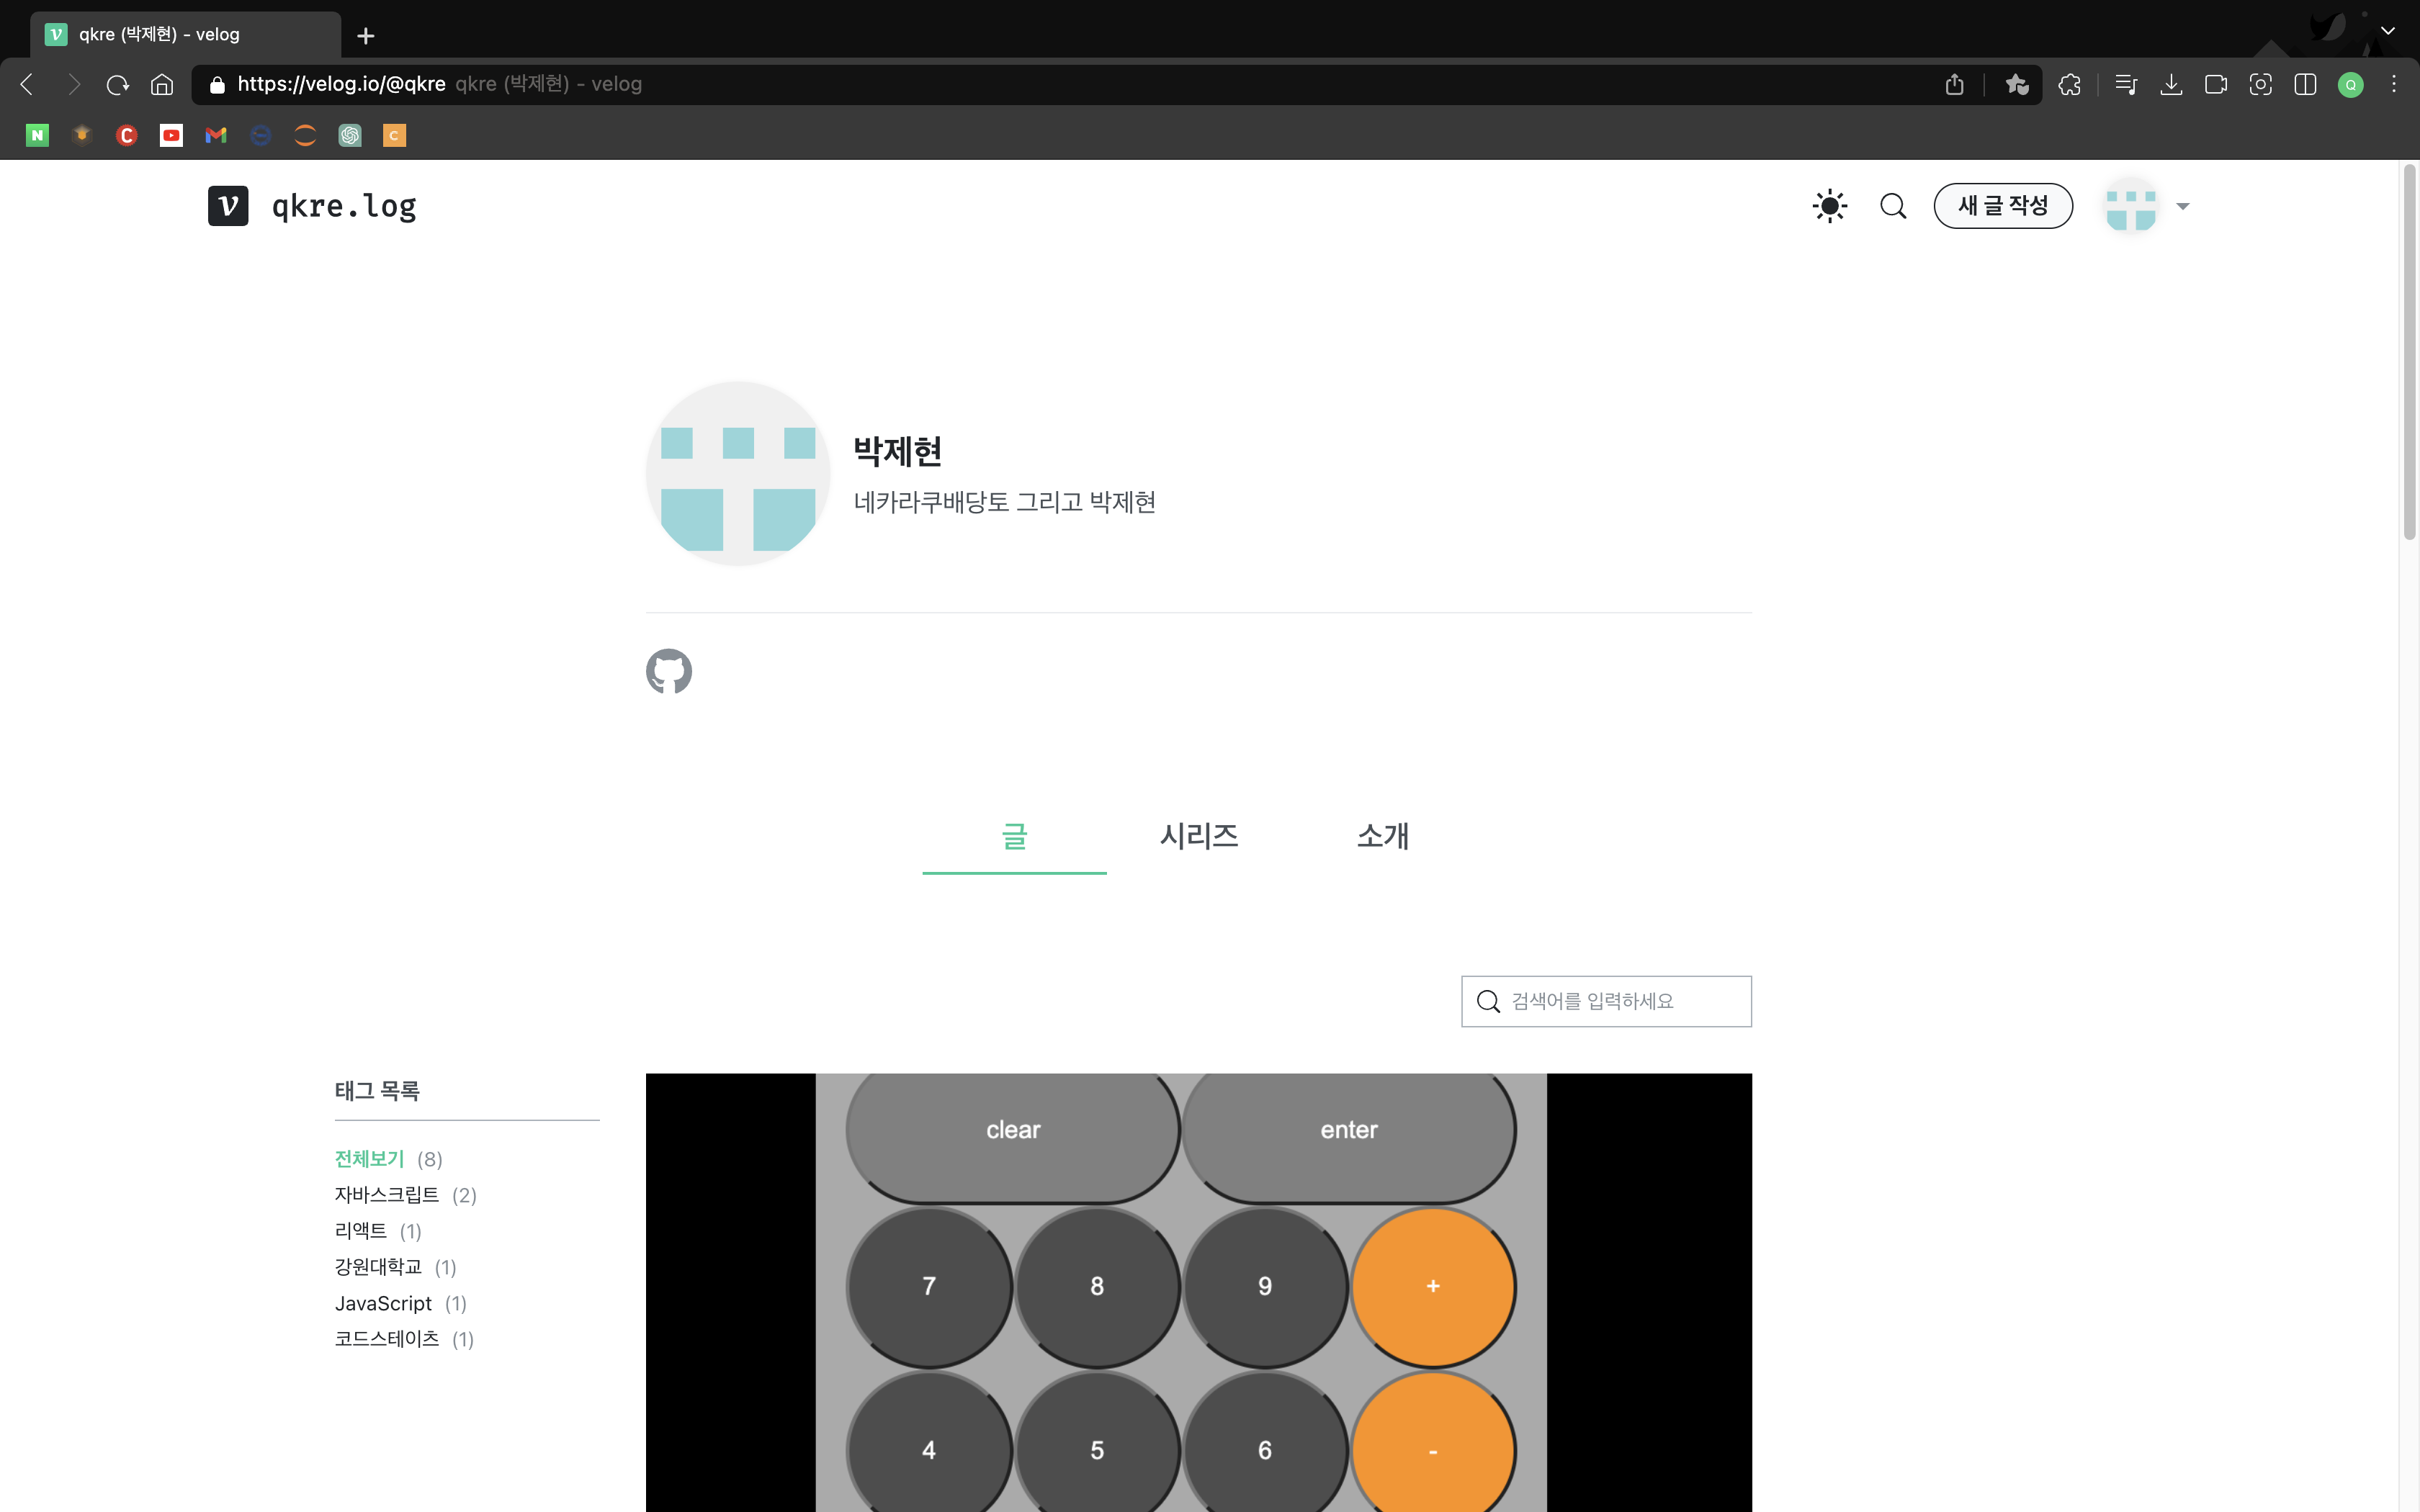 qkre (박제현) - velog
https://velog.io/@qkre qkre (박제현) - velog
qkre.log
새 글 작성
박제현
네카라쿠배당토 그리고 박제현
글 시리즈 소개
검색어를 입력하세요
태그 목록
전체보기 (8)
자바스크립트 (2)
리액트 (1)
강원대학교 (1)
JavaScript (1)
코드스테이츠 (1)
clear enter
7 8 9 +
4 5 6 -